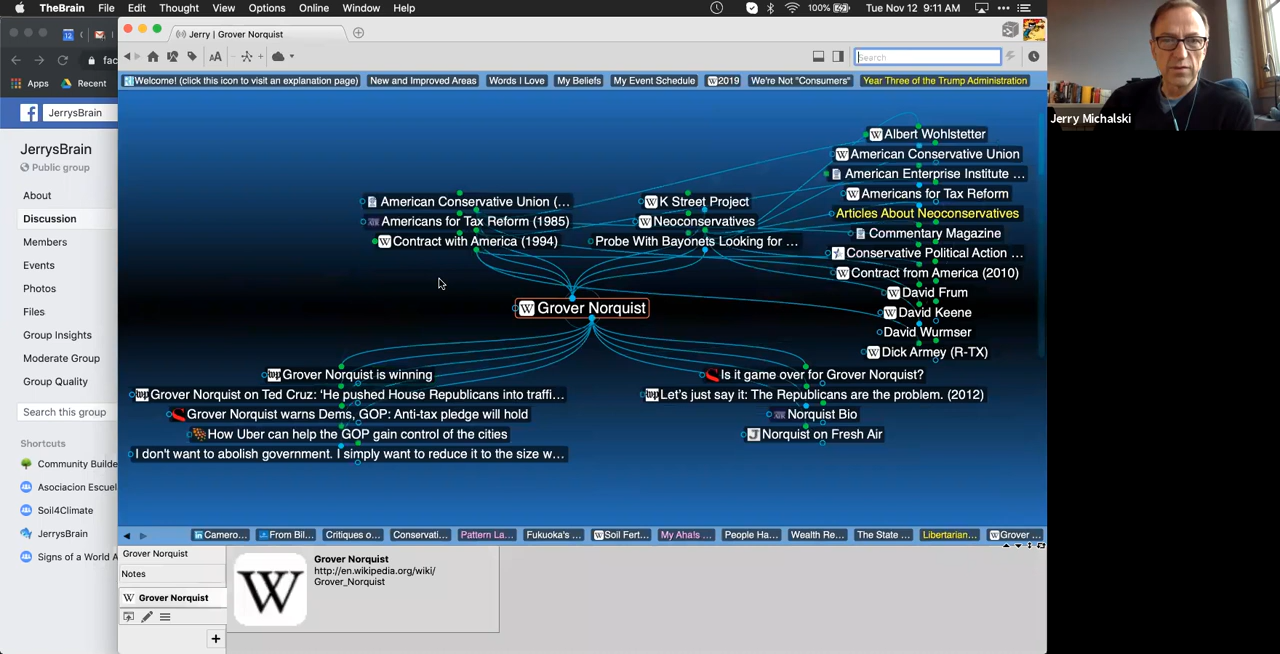 TheBrain File Edit Thought View Options Online Window Help 100% Tue Nov 12 9:11 AM
Jerry | Grover Norquist
Search
Apps Recent
Welcome! (click this icon to visit an explanation page) New and Improved Areas Words I Love My Beliefs My Event Schedule 2019 We're Not "Consumers" Year Three of the Trump Administration
JerrysBrain
JerrysBrain
Public group
About
Discussion
Members
Events
Photos
Files
Group Insights
Moderate Group
Group Quality
Search this group
Shortcuts
Community Builde
Asociacion Escuel
Soil4Climate
JerrysBrain
Signs of a World A
Jerry Michalski
American Conservative Union (...
Americans for Tax Reform (1985)
Contract with America (1994)
K Street Project
Neoconservatives
Probe With Bayonets Looking for ...
Albert Wohlstetter
American Conservative Union
American Enterprise Institute ...
Americans for Tax Reform
Articles About Neoconservatives
Commentary Magazine
Conservative Political Action ...
Contract from America (2010)
David Frum
David Keene
David Wurmser
Dick Armey (R-TX)
Grover Norquist
Grover Norquist is winning
Grover Norquist on Ted Cruz: 'He pushed House Republicans into traffi...
Grover Norquist warns Dems, GOP: Anti-tax pledge will hold
How Uber can help the GOP gain control of the cities
I don't want to abolish government. I simply want to reduce it to the size w...
Is it game over for Grover Norquist?
Let's just say it: The Republicans are the problem. (2012)
Norquist Bio
Norquist on Fresh Air
Camero... From Bil... Critiques o... Conservati... Pattern La... Fukuoka's ... Soil Fert... My Aha!s ... People Ha... Wealth Re... The State ... Libertarian... Grover ...
Grover Norquist
Notes
Grover Norquist
Grover Norquist
http://en.wikipedia.org/wiki/
Grover_Norquist